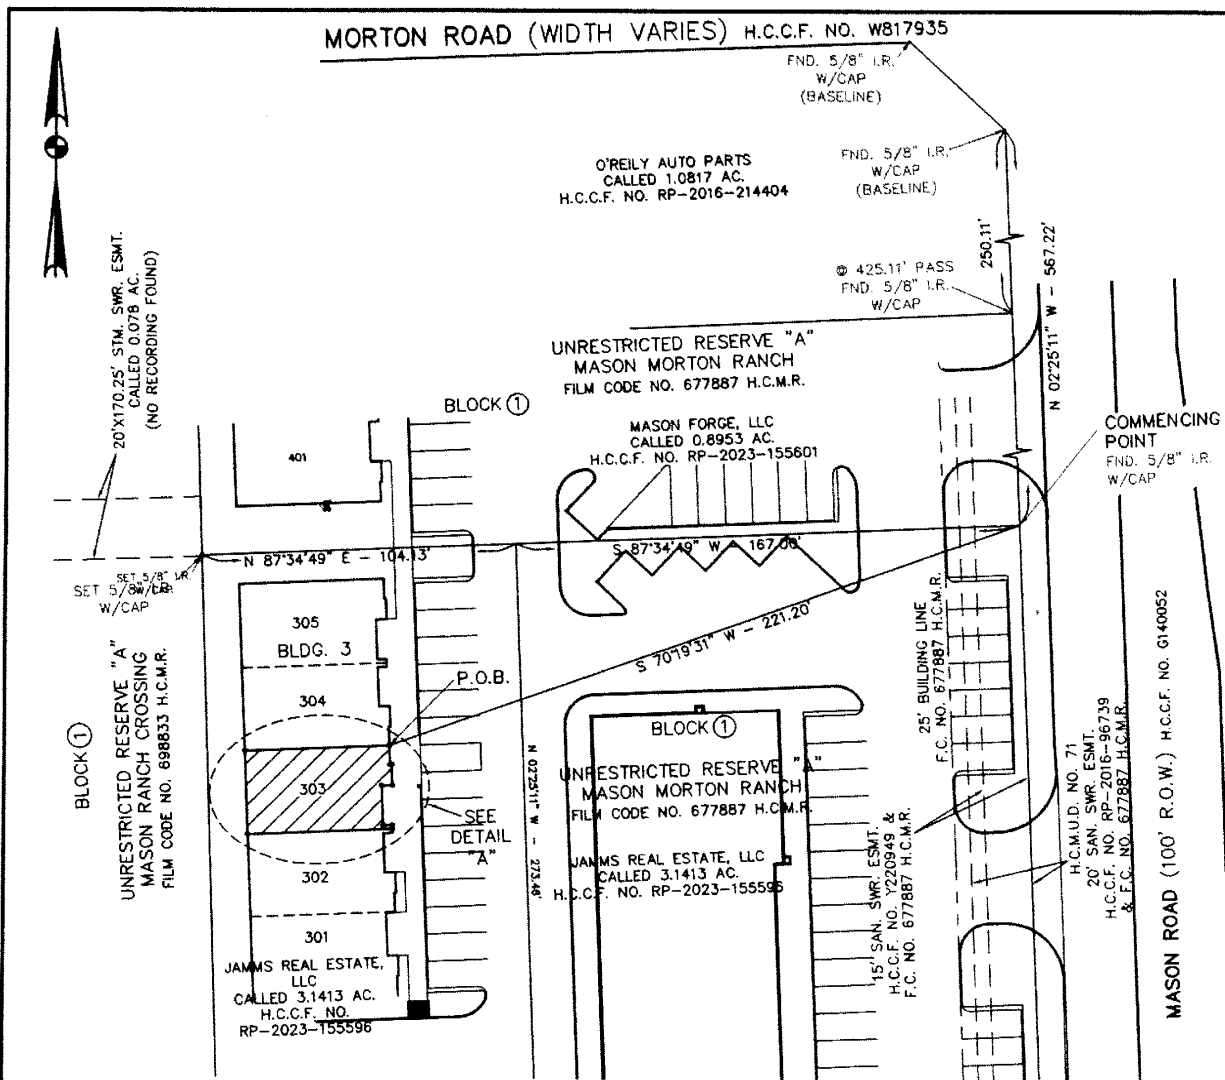 MORTON ROAD (WIDTH VARIES) H.C.C.F. NO. W817935
FND. 5/8" I.R.
W/CAP
(BASELINE)
FND. 5/8" I.R.
W/CAP
(BASELINE)
O'REILY AUTO PARTS
CALLED 1.0817 AC.
H.C.C.F. NO. RP-2016-214404
250.11'
N 02°25'11" W - 567.22'
@ 425.11' PASS
FND. 5/8" I.R.
W/CAP
20'X170.25' STM. SWR. ESMT.
CALLED 0.078 AC.
(NO RECORDING FOUND)
UNRESTRICTED RESERVE "A"
MASON MORTON RANCH
FILM CODE NO. 677887 H.C.M.R.
BLOCK 1
MASON FORGE, LLC
CALLED 0.8953 AC.
H.C.C.F. NO. RP-2023-155601
COMMENCING
POINT
FND. 5/8" I.R.
W/CAP
401
N 87°34'49" E - 104.13'
S 87°34'49" W - 167.00'
SET 5/8" I.R.
W/CAP
SET 5/8" I.R.
W/CAP
305
BLDG. 3
S 70°19'31" W - 221.20'
P.O.B.
304
303
SEE
DETAIL
"A"
302
301
BLOCK 1
UNRESTRICTED RESERVE "A"
MASON RANCH CROSSING
FILM CODE NO. 698833 H.C.M.R.
N 02°25'11" W - 273.46'
BLOCK 1
UNRESTRICTED RESERVE "A"
MASON MORTON RANCH
FILM CODE NO. 677887 H.C.M.R.
JAMMS REAL ESTATE, LLC
CALLED 3.1413 AC.
H.C.C.F. NO. RP-2023-155596
JAMMS REAL ESTATE,
LLC
CALLED 3.1413 AC.
H.C.C.F. NO.
RP-2023-155596
25' BUILDING LINE
F.C. NO. 677887 H.C.M.R.
15' SAN. SWR. ESMT.
H.C.C.F. NO. Y220949 &
F.C. NO. 677887 H.C.M.R.
H.C.M.U.D. NO. 71
20' SAN. SWR. ESMT.
H.C.C.F. NO. RP-2016-96739
& F.C. NO. 677887 H.C.M.R.
MASON ROAD (100' R.O.W.) H.C.C.F. NO. G140052